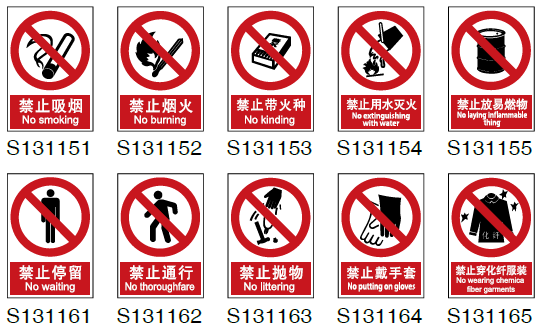 禁止吸烟
No smoking
禁止烟火
No burning
禁止带火种
No kinding
禁止用水灭火
No extinguishing
with water
禁止放易燃物
No laying inflammable
thing
S131151
S131152
S131153
S131154
S131155
化纤
禁止停留
No waiting
禁止通行
No thoroughfare
禁止抛物
No littering
禁止戴手套
No putting on gloves
禁止穿化纤服装
No wearing chemica
fiber garments
S131161
S131162
S131163
S131164
S131165